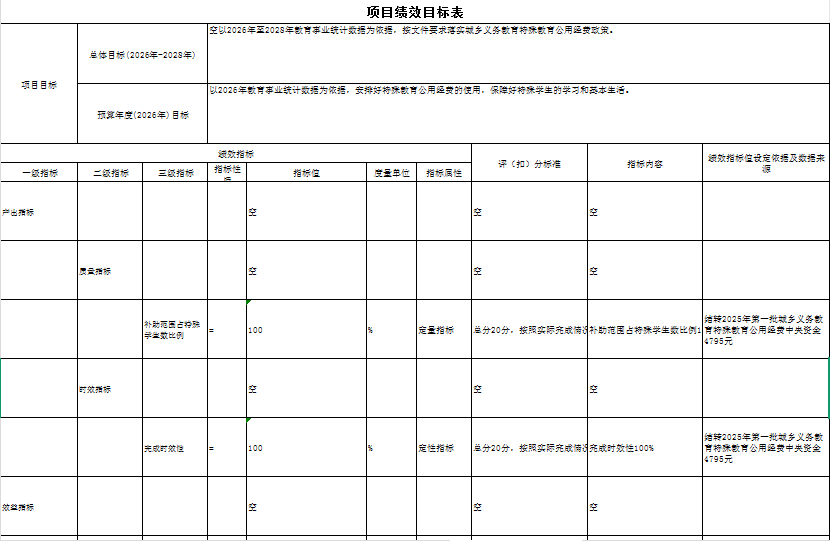 项目绩效目标表
项目目标
总体目标(2026年-2028年)
空以2026年至2028年教育事业统计数据为依据，按文件要求落实城乡义务教育特殊教育公用经费政策。
预算年度(2026年)目标
以2026年教育事业统计数据为依据，安排好特殊教育公用经费的使用，保障好特殊学生的学习和基本生活。
绩效指标
评（扣）分标准
指标内容
绩效指标值设定依据及数据来
源
一级指标
二级指标
三级指标
指标性
指标值
度量单位
指标属性
产出指标
空
空
空
质量指标
空
空
空
补助范围占特殊
学生数比例
=
100
%
定量指标
总分20分，按照实际完成情况
补助范围占特殊学生数比例1
结转2025年第一批城乡义务教
育特殊教育公用经费中央资金
4795元
时效指标
空
空
空
完成时效性
=
100
%
定性指标
总分20分，按照实际完成情况
完成时效性100%
结转2025年第一批城乡义务教
育特殊教育公用经费中央资金
4795元
效益指标
空
空
空